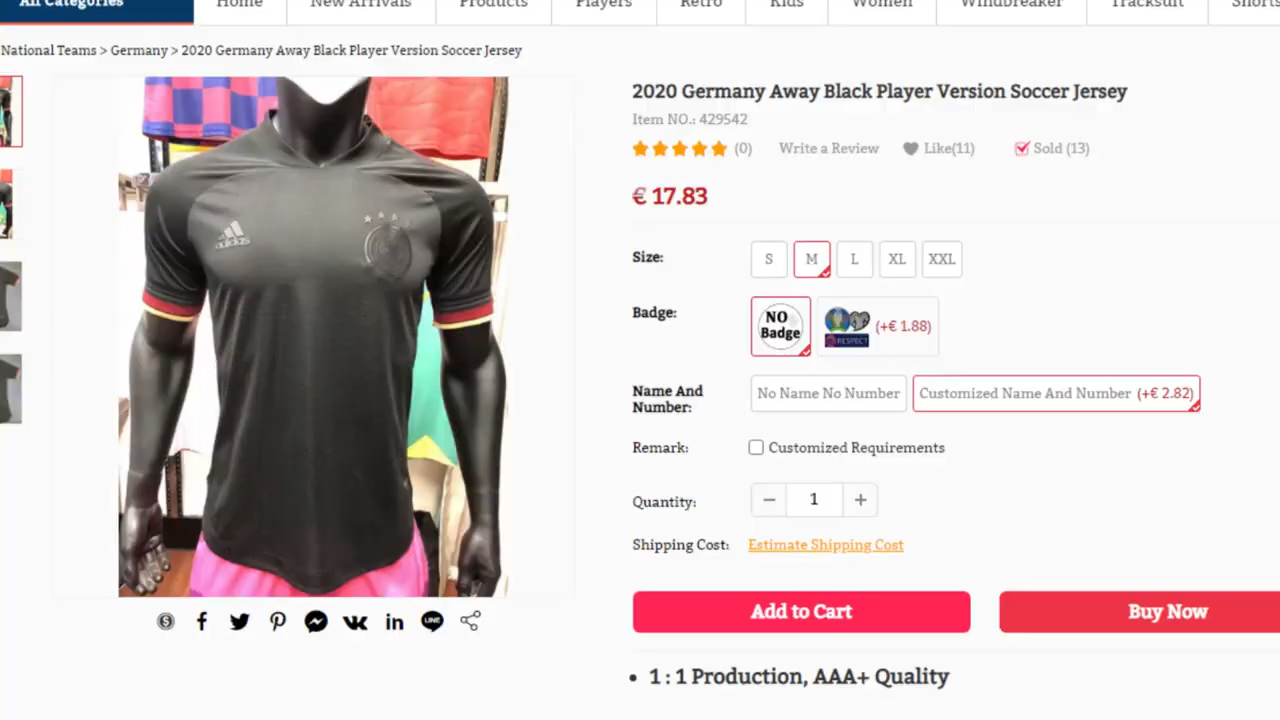 All Categories
Home
New Arrivals
Products
Players
Retro
Kids
Women
Windbreaker
Tracksuit
Shorts
National Teams > Germany > 2020 Germany Away Black Player Version Soccer Jersey
2020 Germany Away Black Player Version Soccer Jersey
Item NO.: 429542
(0) Write a Review Like(11) Sold (13)
€ 17.83
Size: S M L XL XXL
Badge: NO Badge RESPECT (+€ 1.88)
Name And Number: No Name No Number Customized Name And Number (+€ 2.82)
Remark: Customized Requirements
Quantity: − 1 +
Shipping Cost: Estimate Shipping Cost
Add to Cart Buy Now
• 1 : 1 Production, AAA+ Quality
adidas
LINE